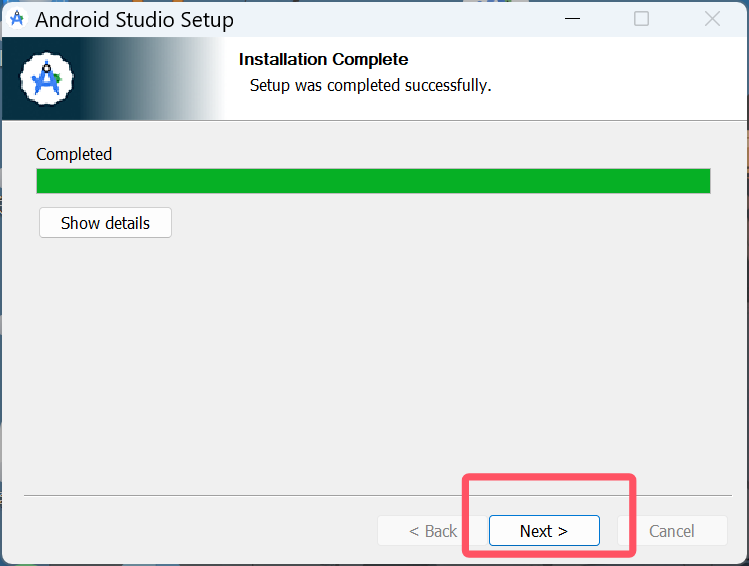 Android Studio Setup
Installation Complete
Setup was completed successfully.
Completed
Show details
< Back
Next >
Cancel